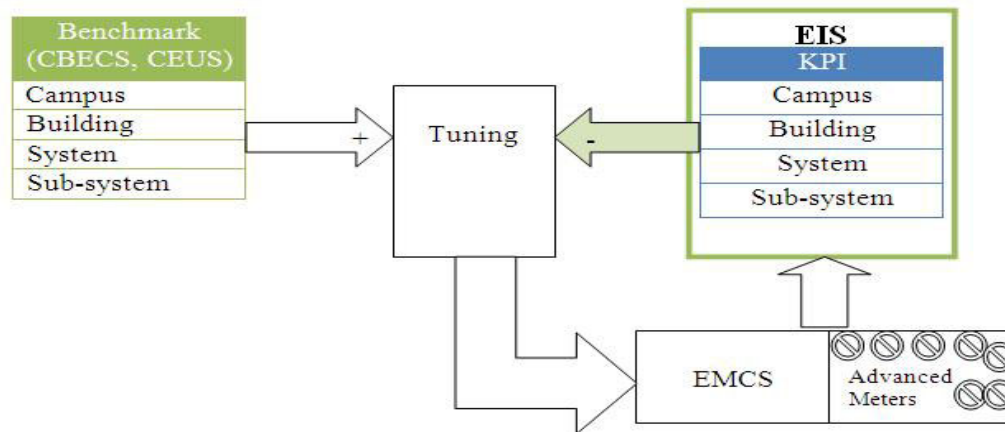 Benchmark
(CBECS, CEUS)
Campus
Building
System
Sub-system
+
Tuning
-
EIS
KPI
Campus
Building
System
Sub-system
EMCS
Advanced
Meters